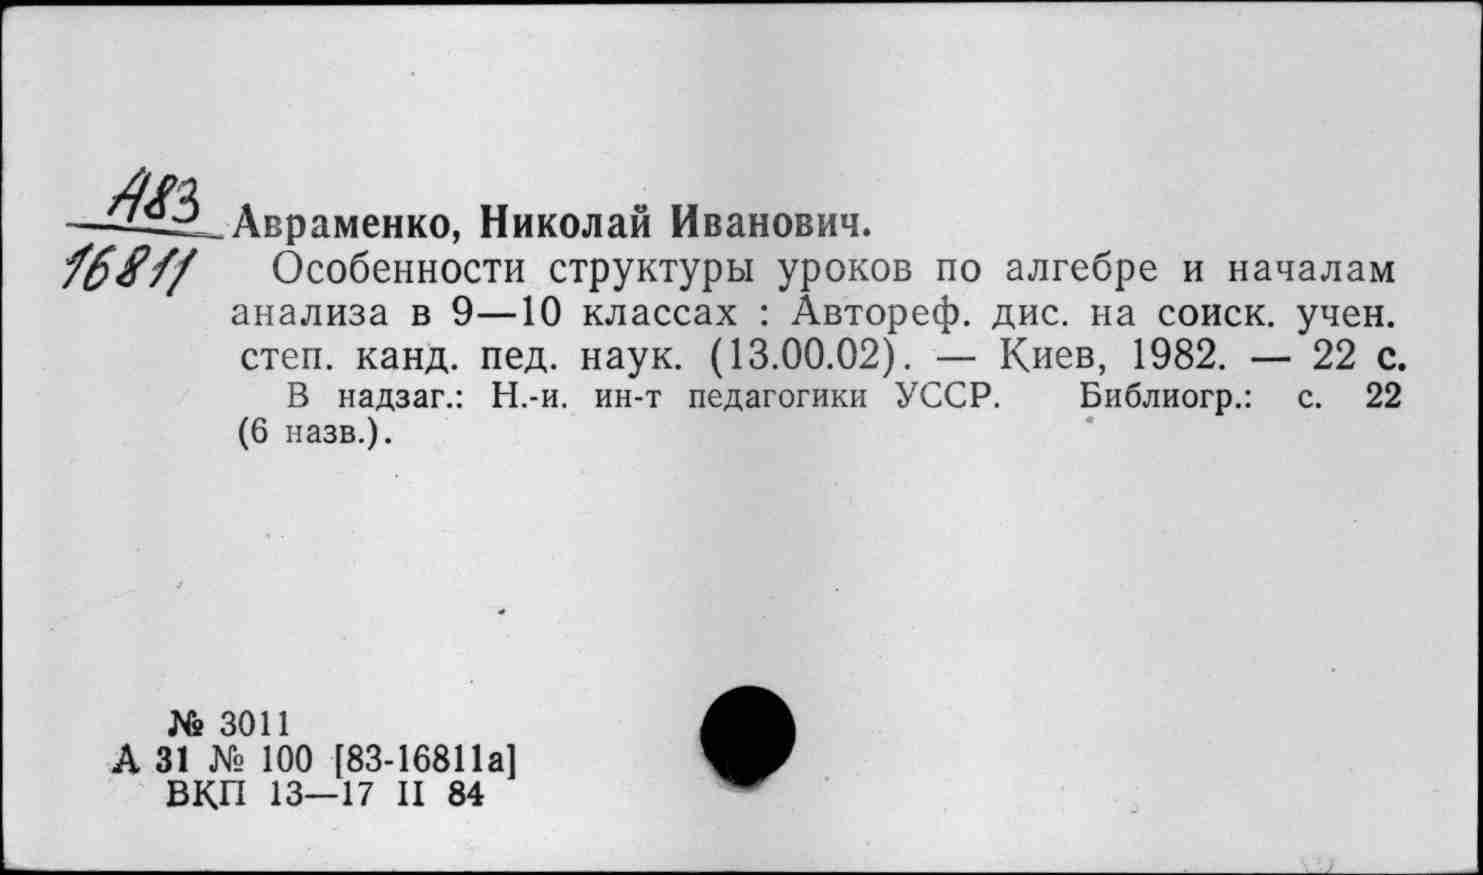 А83
16811
Авраменко, Николай Иванович.
Особенности структуры уроков по алгебре и началам
анализа в 9—10 классах : Автореф. дис. на соиск. учен.
степ. канд. пед. наук. (13.00.02). — Киев, 1982. — 22 с.
В надзаг.: Н.-и. ин-т педагогики УССР. Библиогр.: с. 22
(6 назв.).
№ 3011
А 31 № 100 [83-16811а]
ВКП 13—17 II 84